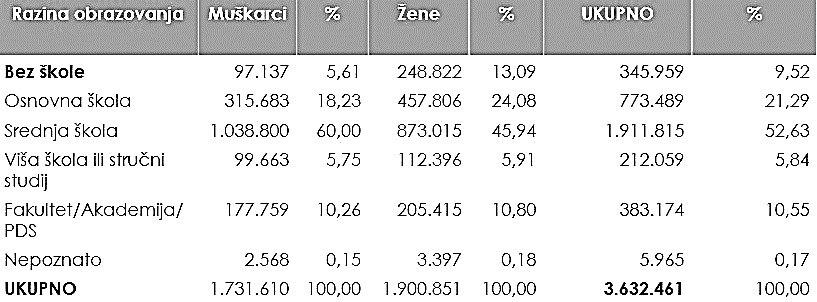 Razina obrazovanja Muškarci % Žene % UKUPNO %
Bez škole 97.137 5,61 248.822 13,09 345.959 9,52
Osnovna škola 315.683 18,23 457.806 24,08 773.489 21,29
Srednja škola 1.038.800 60,00 873.015 45,94 1.911.815 52,63
Viša škola ili stručni 99.663 5,75 112.396 5,91 212.059 5,84
studij
Fakultet/Akademija/ 177.759 10,26 205.415 10,80 383.174 10,55
PDS
Nepoznato 2.568 0,15 3.397 0,18 5.965 0,17
UKUPNO 1.731.610 100,00 1.900.851 100,00 3.632.461 100,00